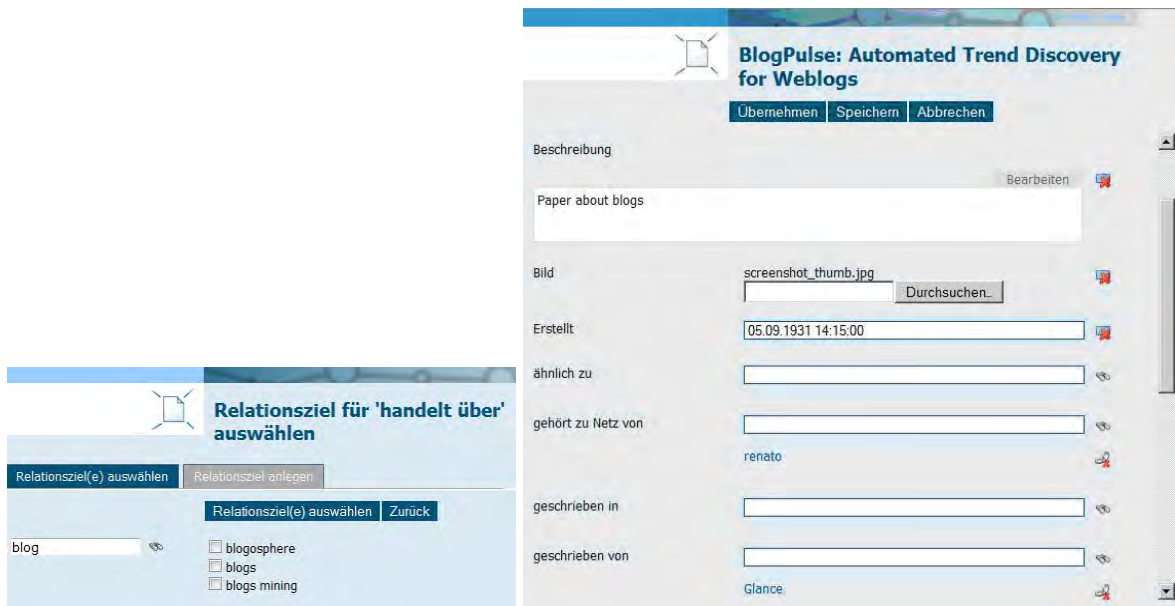 Relationsziel für 'handelt über'
auswählen
Relationsziel(e) auswählen
Relationsziel anlegen
Relationsziel(e) auswählen
Zurück
blog
blogosphere
blogs
blogs mining
BlogPulse: Automated Trend Discovery
for Weblogs
Übernehmen
Speichern
Abbrechen
Beschreibung
Bearbeiten
Paper about blogs
Bild
screenshot_thumb.jpg
Durchsuchen...
Erstellt
05.09.1931 14:15:00
ähnlich zu
gehört zu Netz von
renato
geschrieben in
geschrieben von
Glance